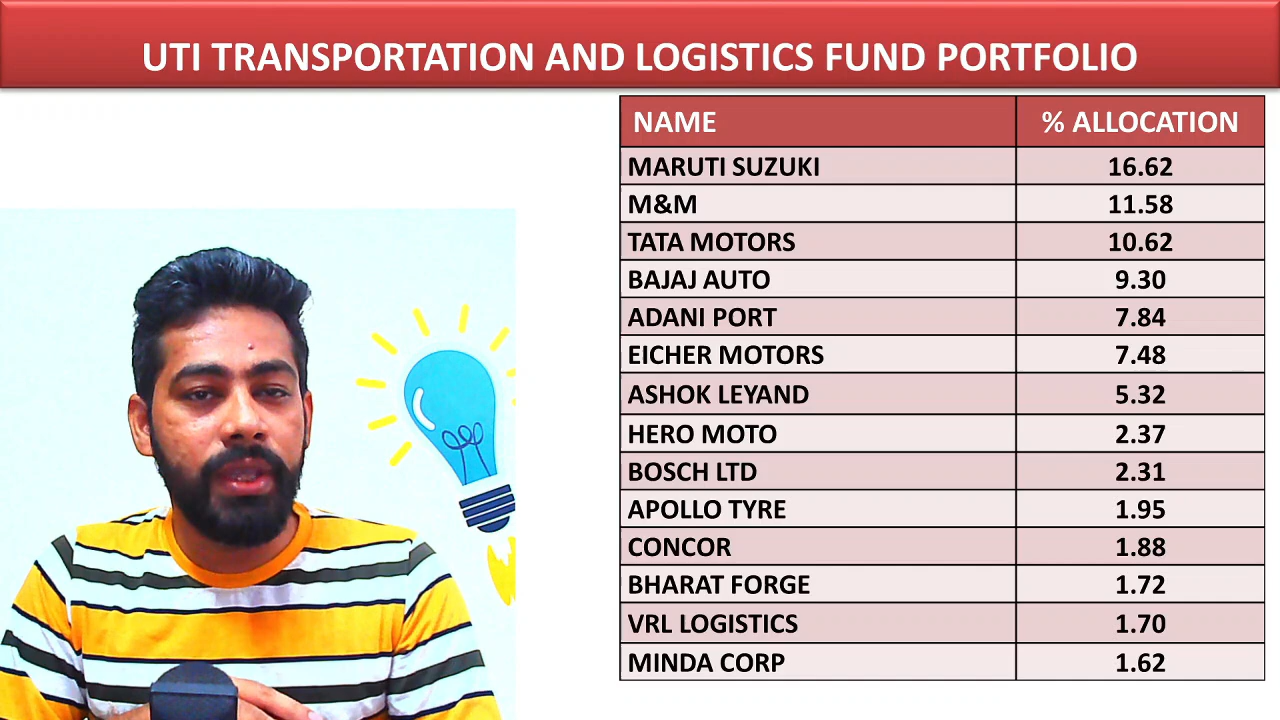 UTI TRANSPORTATION AND LOGISTICS FUND PORTFOLIO
NAME % ALLOCATION
MARUTI SUZUKI 16.62
M&M 11.58
TATA MOTORS 10.62
BAJAJ AUTO 9.30
ADANI PORT 7.84
EICHER MOTORS 7.48
ASHOK LEYAND 5.32
HERO MOTO 2.37
BOSCH LTD 2.31
APOLLO TYRE 1.95
CONCOR 1.88
BHARAT FORGE 1.72
VRL LOGISTICS 1.70
MINDA CORP 1.62